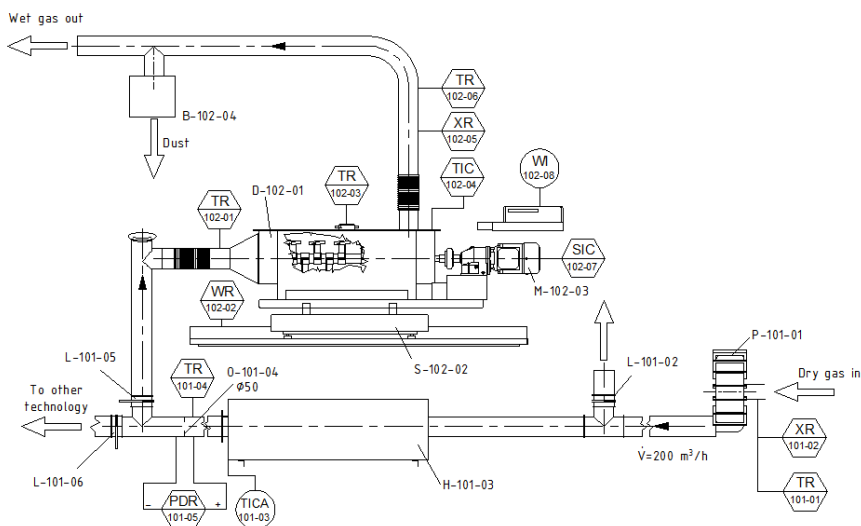 Wet gas out
TR
102-06
B-102-04
XR
102-05
Dust
TR
102-03
TIC
102-04
WI
102-08
D-102-01
TR
102-01
SIC
102-07
WR
102-02
M-102-03
P-101-01
L-101-05
TR
101-04
O-101-04
ø50
S-102-02
L-101-02
Dry gas in
To other
technology
XR
101-02
V̇=200 m³/h
L-101-06
H-101-03
TR
101-01
− PDR +
101-05
TICA
101-03